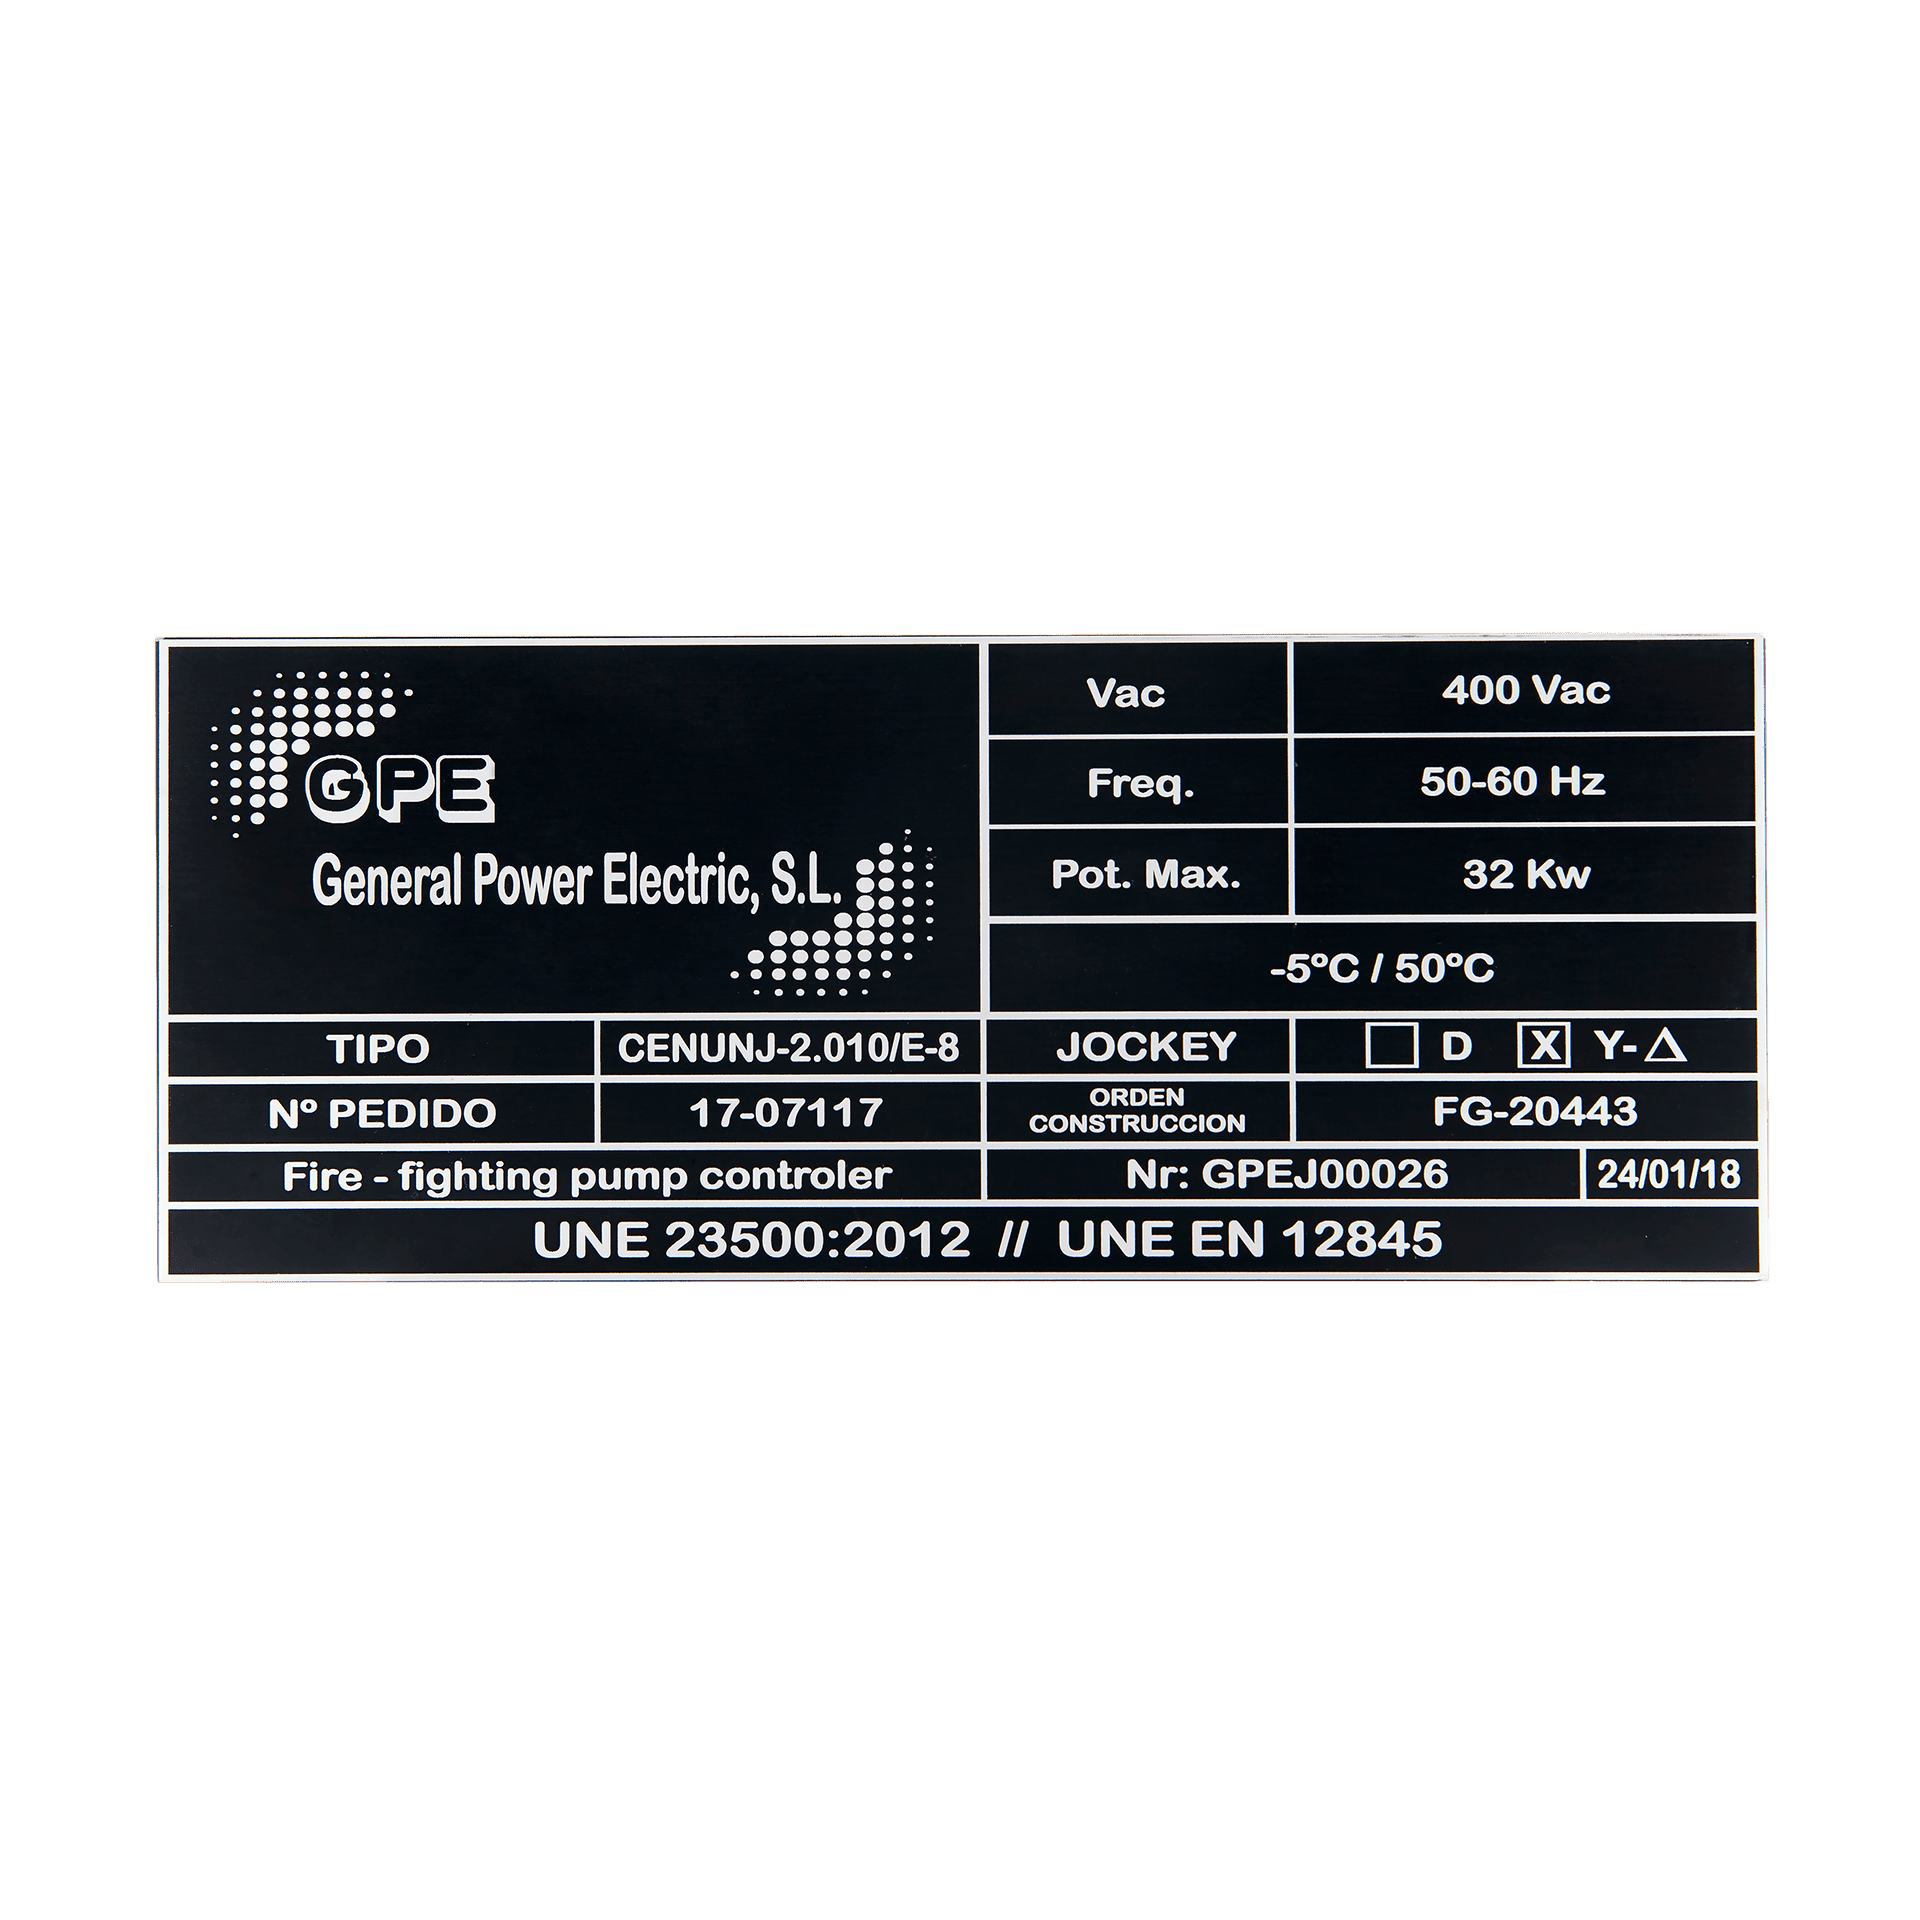 GPE
General Power Electric, S.L.
Vac 400 Vac
Freq. 50-60 Hz
Pot. Max. 32 Kw
-5ºC / 50ºC
TIPO CENUNJ-2.010/E-8 JOCKEY D X Y-△
Nº PEDIDO 17-07117 ORDEN
CONSTRUCCION FG-20443
Fire - fighting pump controler Nr: GPEJ00026 24/01/18
UNE 23500:2012 // UNE EN 12845